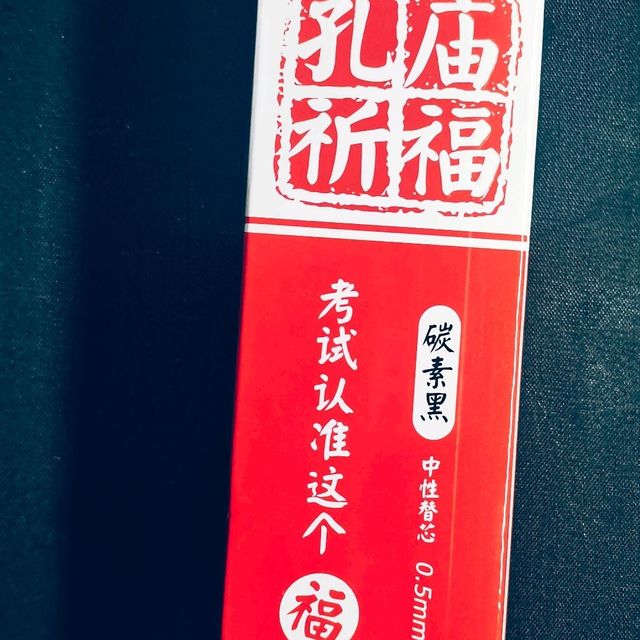 孔庙
祈福
考试认准这个
福
碳素黑
中性替芯 0.5mm